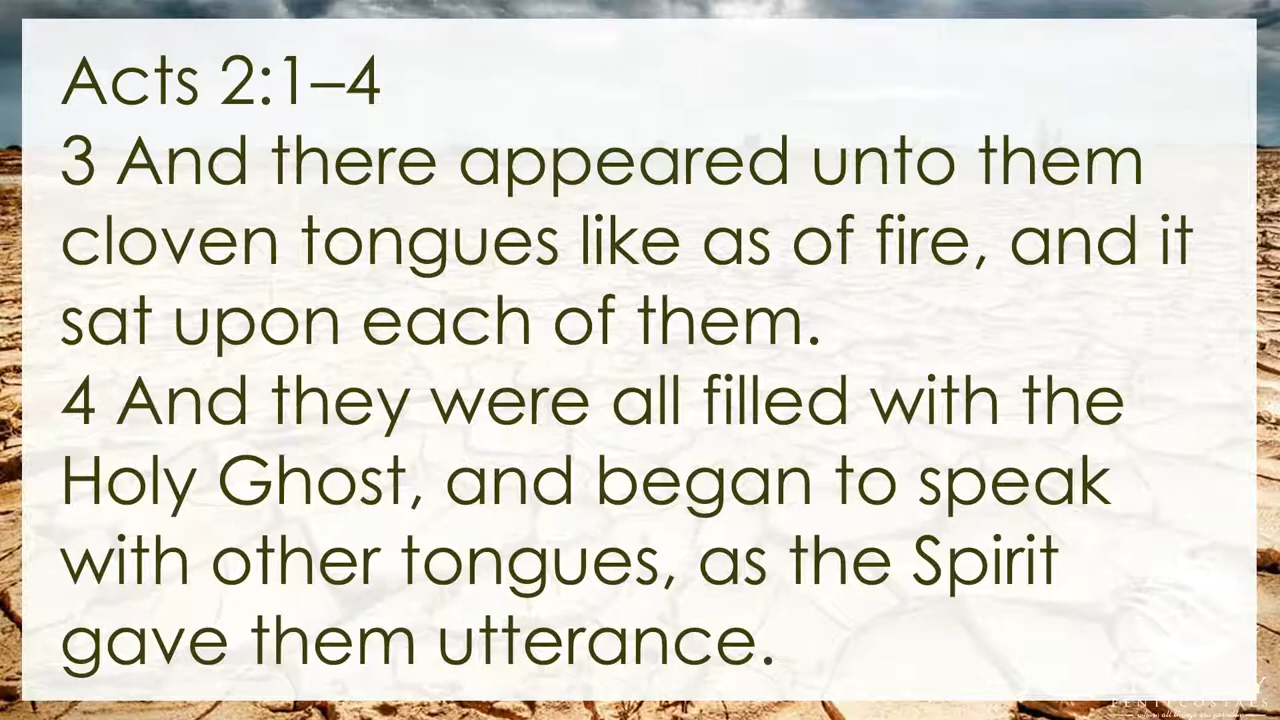 Acts 2:1–4
3 And there appeared unto them
cloven tongues like as of fire, and it
sat upon each of them.
4 And they were all filled with the
Holy Ghost, and began to speak
with other tongues, as the Spirit
gave them utterance.
PENTECOSTALS